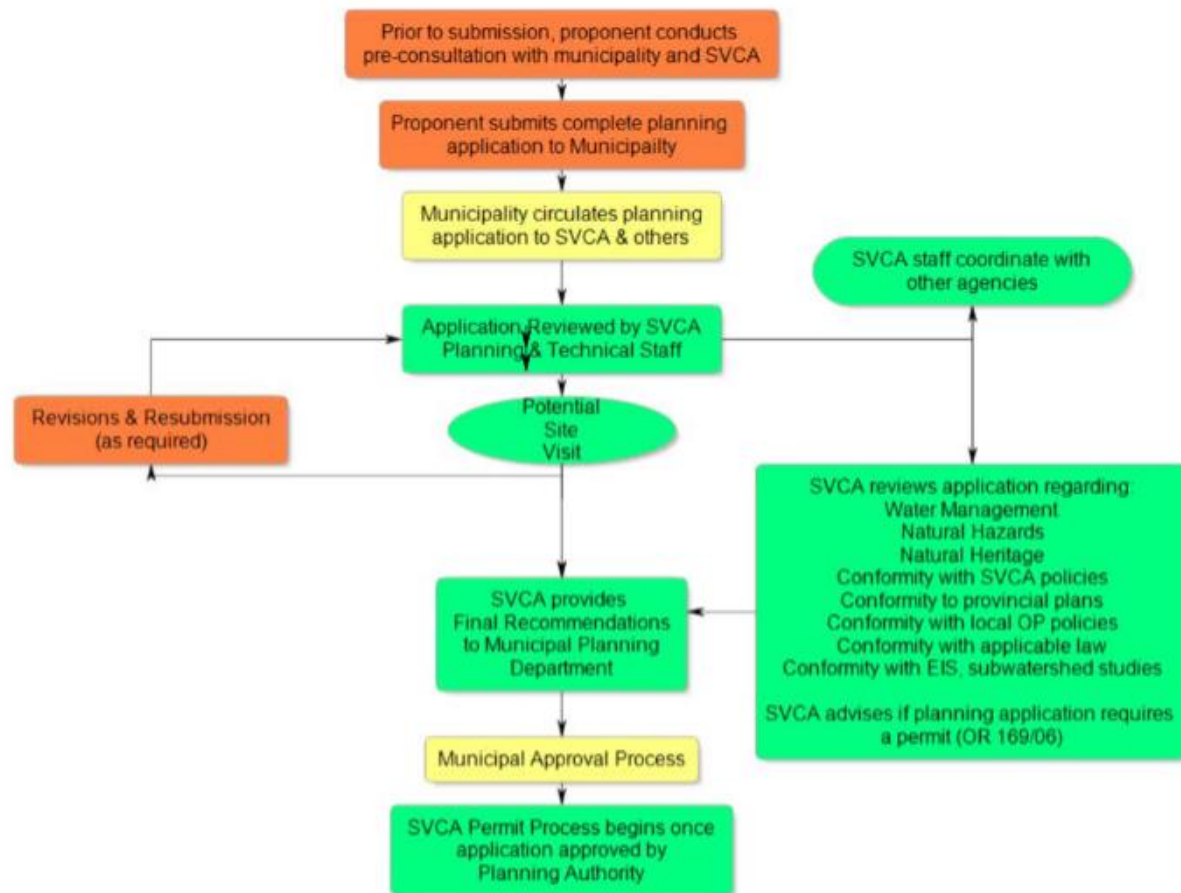 Prior to submission, proponent conducts
pre-consultation with municipality and SVCA
Proponent submits complete planning
application to Municipailty
Municipality circulates planning
application to SVCA & others
SVCA staff coordinate with
other agencies
Application Reviewed by SVCA
Planning & Technical Staff
Revisions & Resubmission
(as required)
Potential
Site
Visit
SVCA reviews application regarding:
Water Management
Natural Hazards
Natural Heritage
Conformity with SVCA policies
Conformity to provincial plans
Conformity with local OP policies
Conformity with applicable law
Conformity with EIS, subwatershed studies
SVCA advises if planning application requires
a permit (OR 169/06)
SVCA provides
Final Recommendations
to Municipal Planning
Department
Municipal Approval Process
SVCA Permit Process begins once
application approved by
Planning Authority